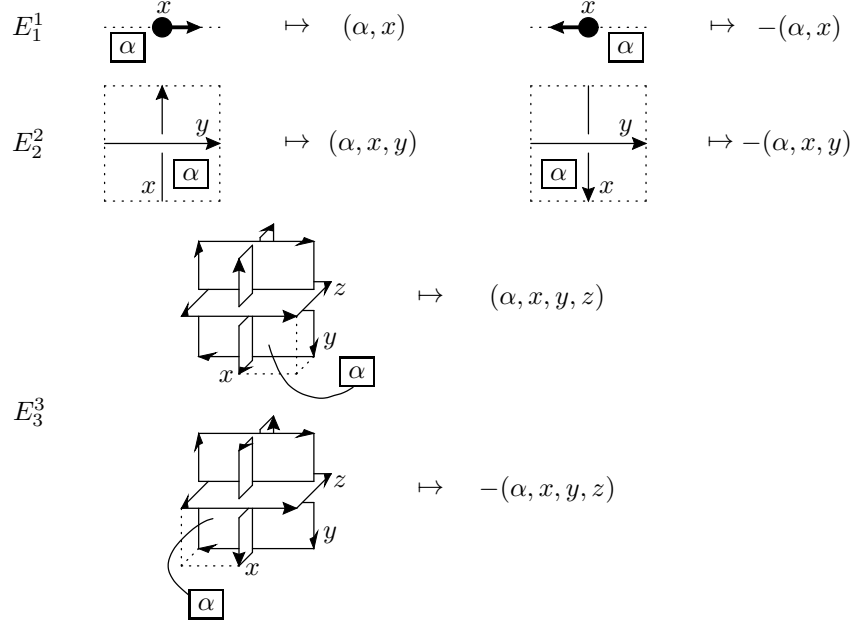 x x
E_1^1 α ↦ (α, x) α ↦ −(α, x)
E_2^2 y ↦ (α, x, y) y ↦ −(α, x, y)
x α α x
z ↦ (α, x, y, z)
y
x α
E_3^3
z ↦ −(α, x, y, z)
y
x
α